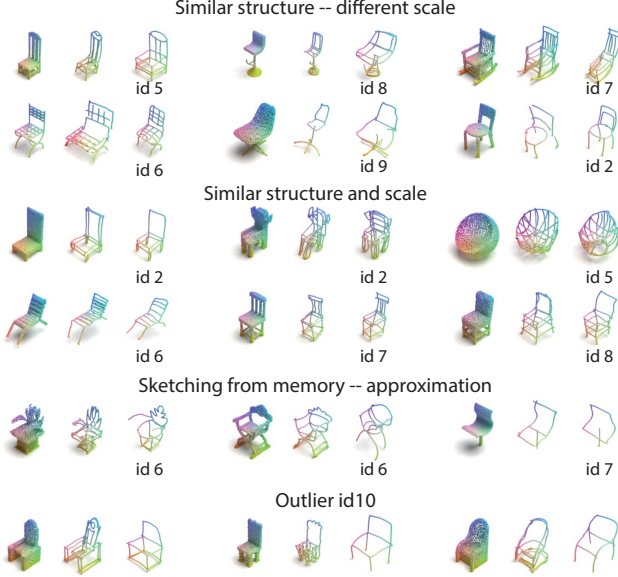 Similar structure -- different scale
id 5
id 8
id 7
id 6
id 9
id 2
Similar structure and scale
id 2
id 2
id 5
id 6
id 7
id 8
Sketching from memory -- approximation
id 6
id 6
id 7
Outlier id10